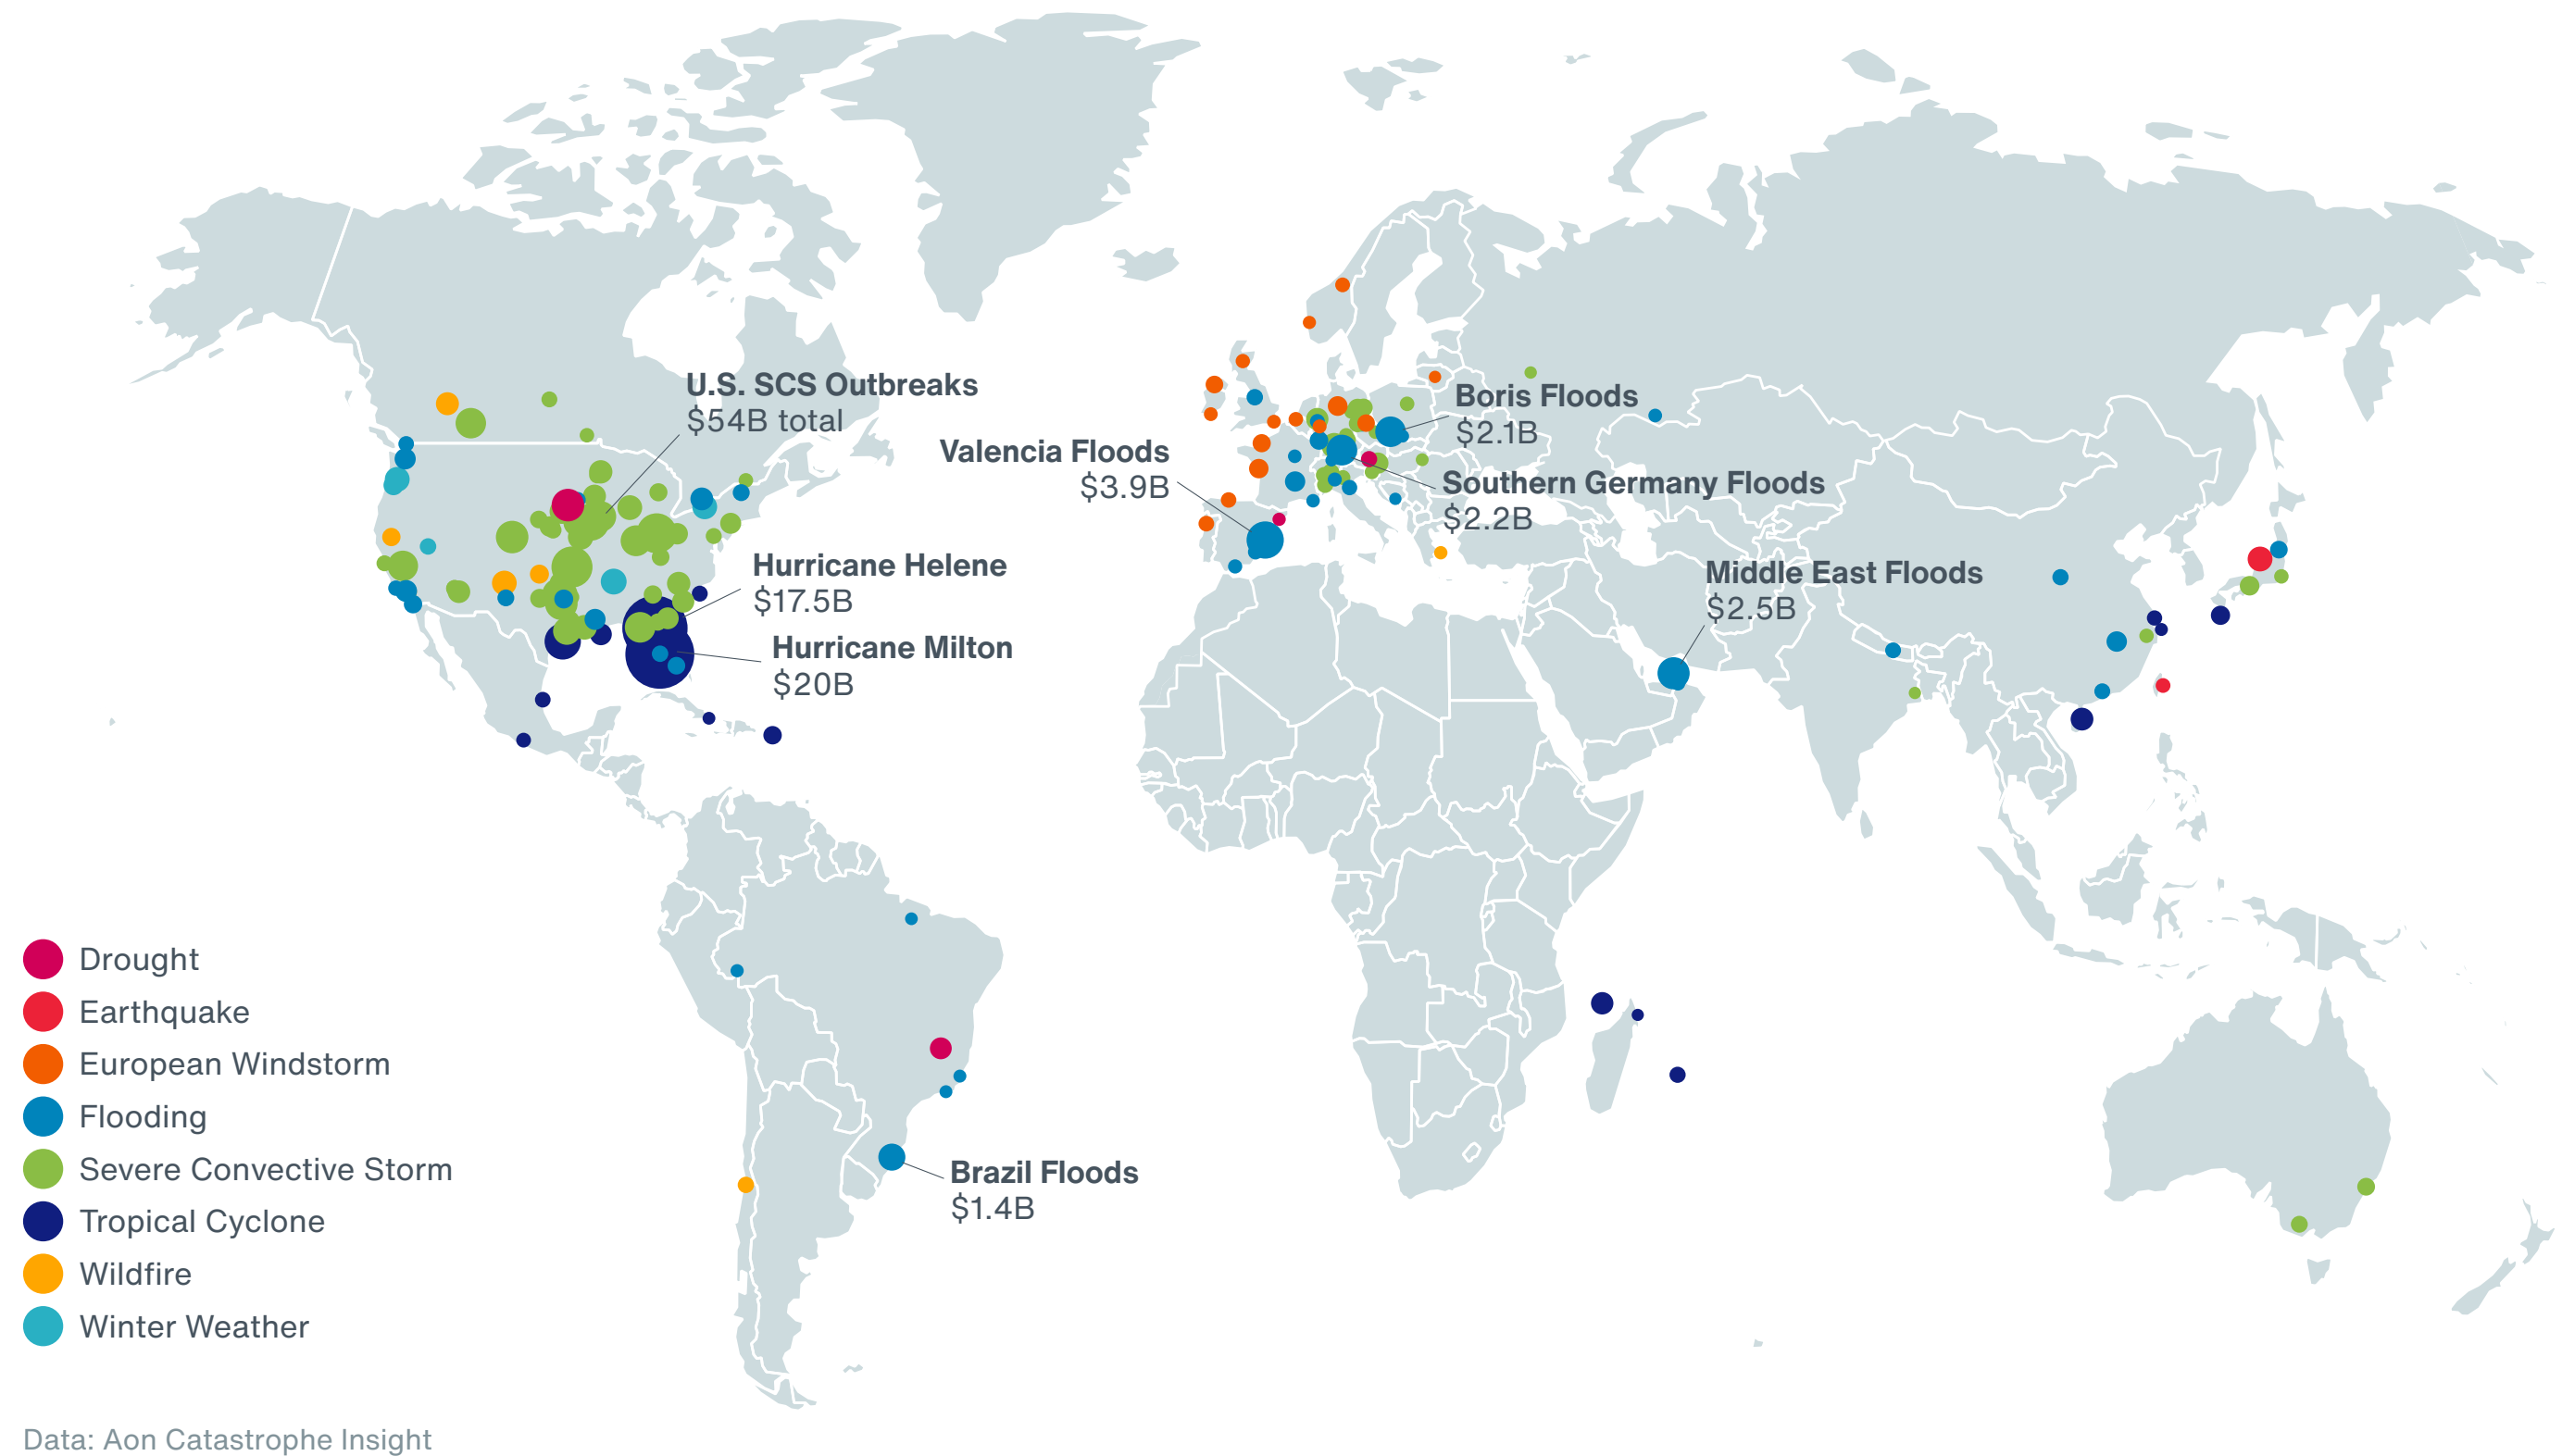 U.S. SCS Outbreaks
$54B total
Boris Floods
$2.1B
Valencia Floods
$3.9B
Southern Germany Floods
$2.2B
Hurricane Helene
$17.5B
Middle East Floods
$2.5B
Hurricane Milton
$20B
Drought
Earthquake
European Windstorm
Flooding
Severe Convective Storm
Tropical Cyclone
Wildfire
Winter Weather
Brazil Floods
$1.4B
Data: Aon Catastrophe Insight